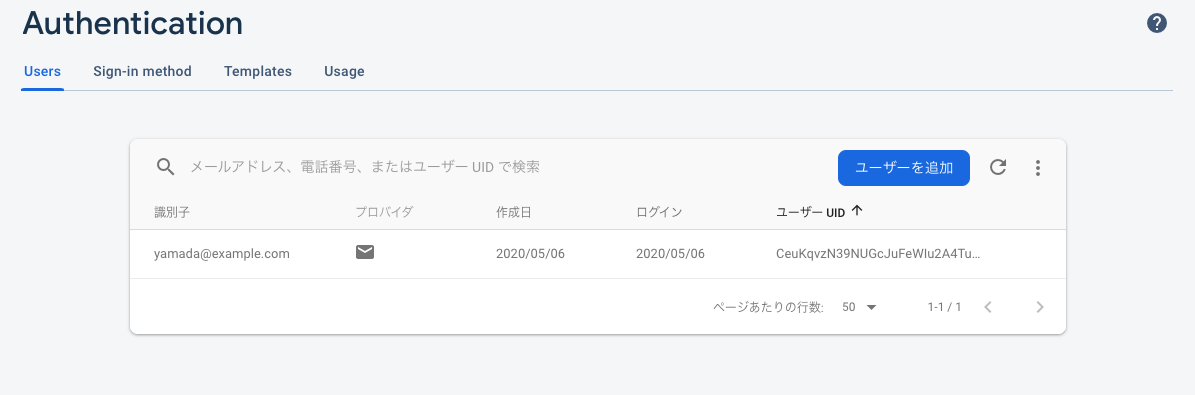 Authentication
Users Sign-in method Templates Usage
メールアドレス、電話番号、またはユーザー UID で検索 ユーザーを追加
識別子 プロバイダ 作成日 ログイン ユーザー UID
yamada@example.com 2020/05/06 2020/05/06 CeuKqvzN39NUGcJuFeWIu2A4Tu…
ページあたりの行数: 50 1-1 / 1